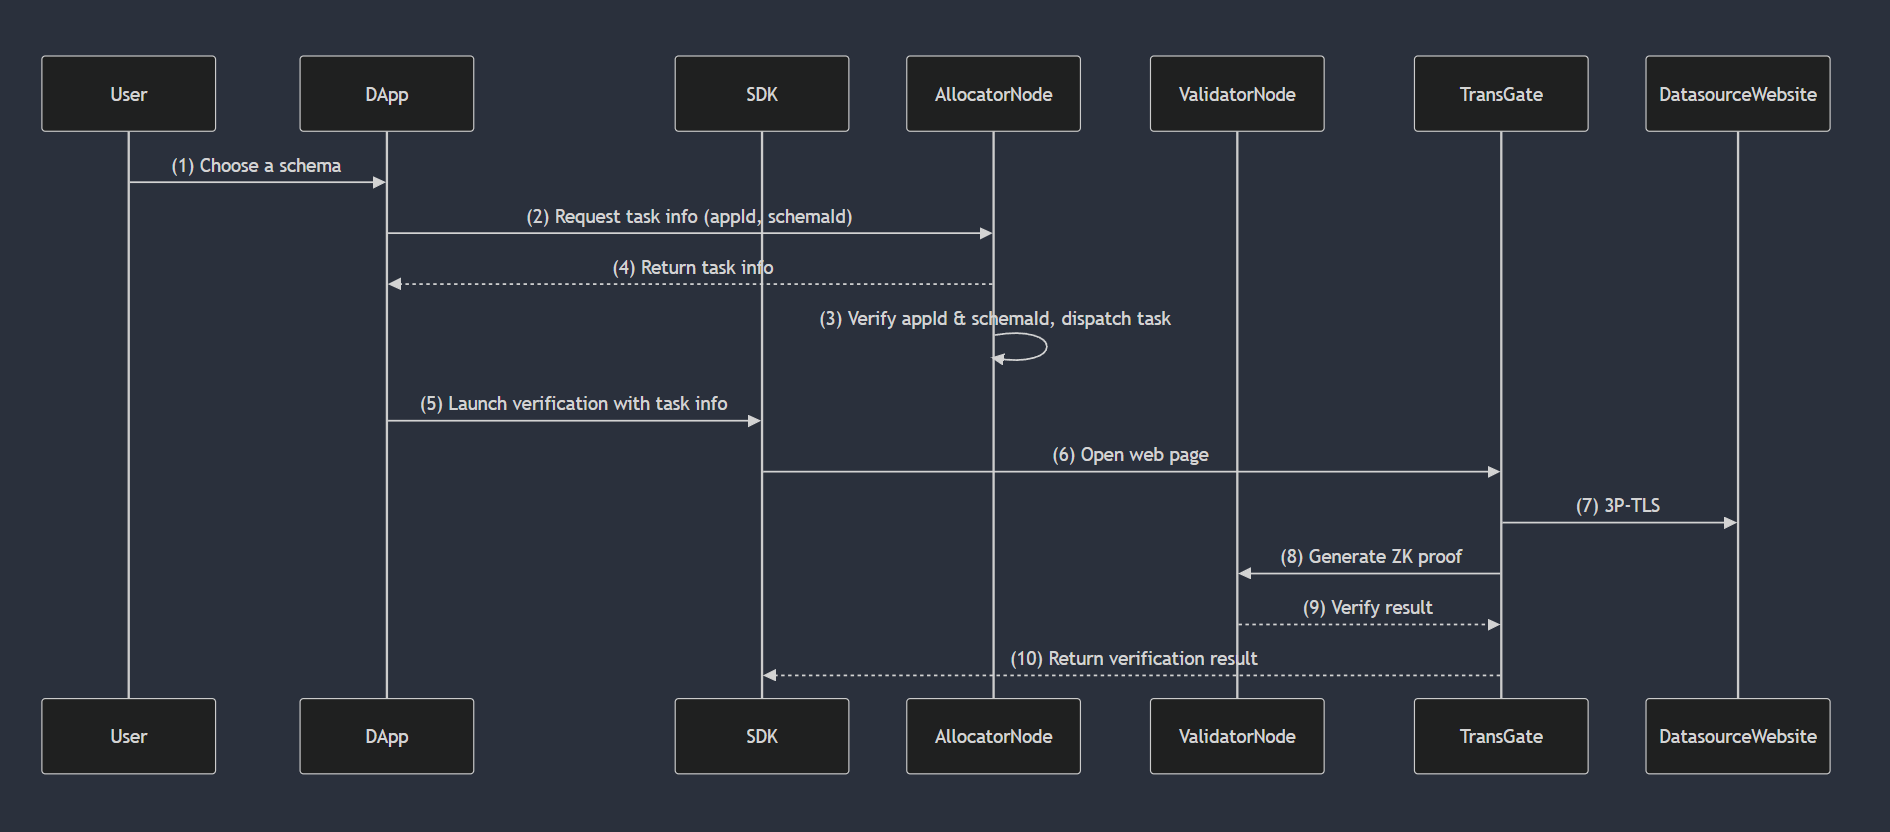 User
DApp
SDK
AllocatorNode
ValidatorNode
TransGate
DatasourceWebsite
(1) Choose a schema
(2) Request task info (appId, schemaId)
(4) Return task info
(3) Verify appId & schemaId, dispatch task
(5) Launch verification with task info
(6) Open web page
(7) 3P-TLS
(8) Generate ZK proof
(9) Verify result
(10) Return verification result
User
DApp
SDK
AllocatorNode
ValidatorNode
TransGate
DatasourceWebsite